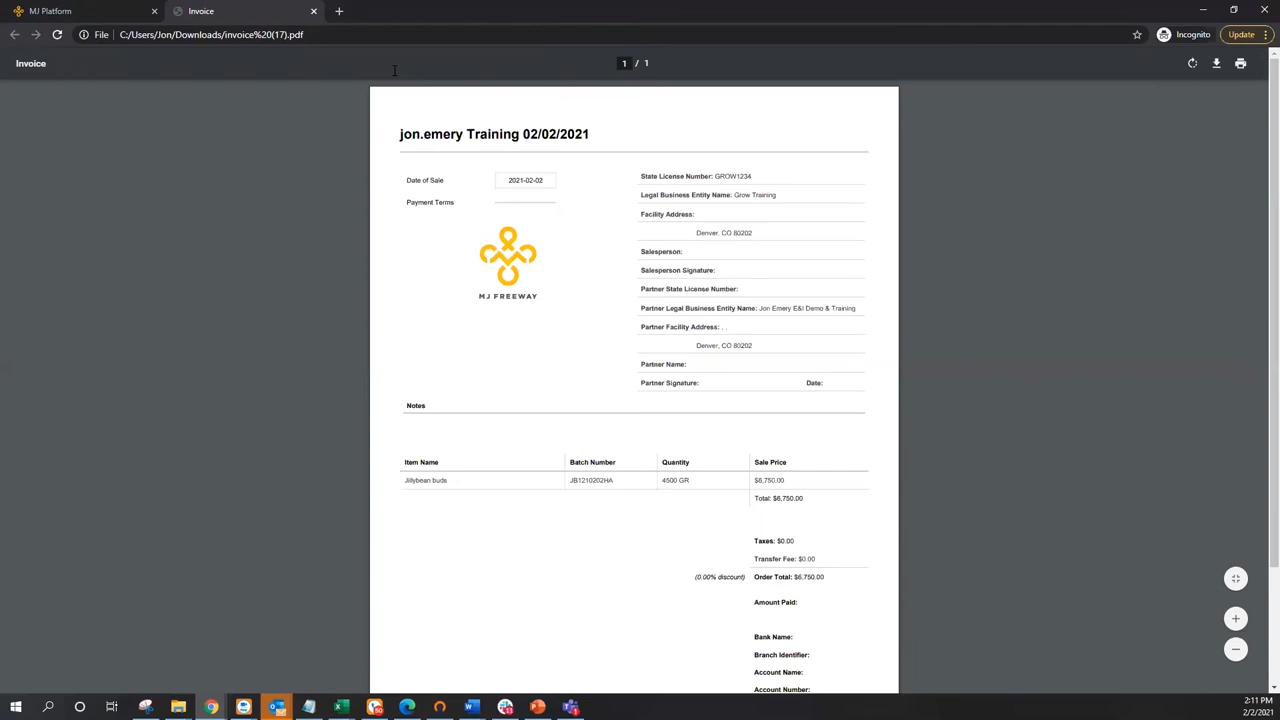 MJ Platform
Invoice
File C:/Users/Jon/Downloads/invoice%20(17).pdf
Incognito
Update
Invoice
1 / 1
jon.emery Training 02/02/2021
Date of Sale 2021-02-02
Payment Terms
MJ FREEWAY
State License Number: GROW1234
Legal Business Entity Name: Grow Training
Facility Address:
Denver, CO 80202
Salesperson:
Salesperson Signature:
Partner State License Number:
Partner Legal Business Entity Name: Jon Emery E&I Demo & Training
Partner Facility Address: , .
Denver, CO 80202
Partner Name:
Partner Signature: Date:
Notes
Item Name Batch Number Quantity Sale Price
Jillybean buds JB1210202HA 4500 GR $6,750.00
Total: $6,750.00
Taxes: $0.00
Transfer Fee: $0.00
(0.00% discount) Order Total: $6,750.00
Amount Paid:
Bank Name:
Branch Identifier:
Account Name:
Account Number:
2:11 PM
2/2/2021